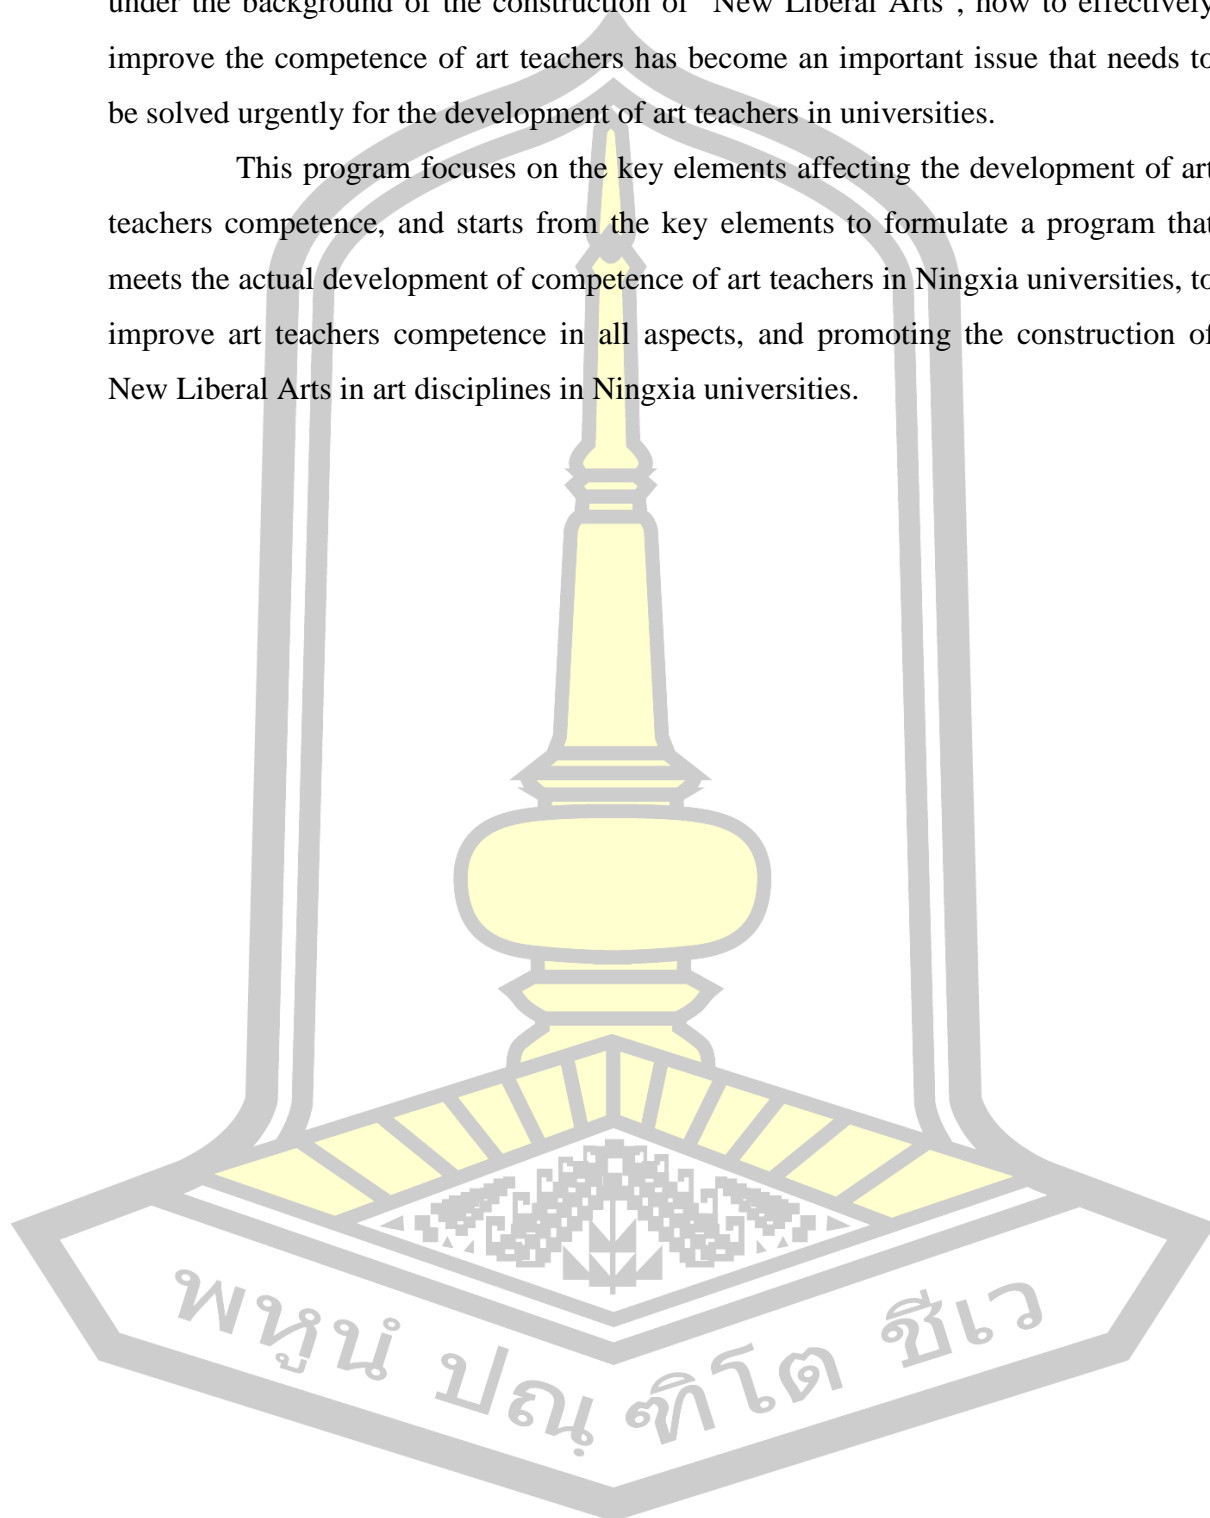 under the background of the construction of "New Liberal Arts", how to effectively
improve the competence of art teachers has become an important issue that needs to
be solved urgently for the development of art teachers in universities.
This program focuses on the key elements affecting the development of art
teachers competence, and starts from the key elements to formulate a program that
meets the actual development of competence of art teachers in Ningxia universities, to
improve art teachers competence in all aspects, and promoting the construction of
New Liberal Arts in art disciplines in Ningxia universities.
พหูนํ ปณฺฑิโต ชีเว